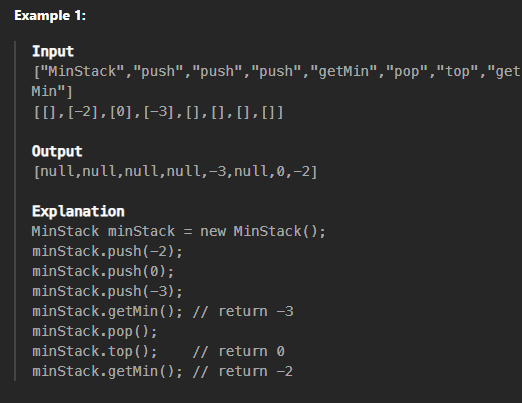 Example 1:
Input
["MinStack","push","push","push","getMin","pop","top","get
Min"]
[[],[-2],[0],[-3],[],[],[],[]]
Output
[null,null,null,null,-3,null,0,-2]
Explanation
MinStack minStack = new MinStack();
minStack.push(-2);
minStack.push(0);
minStack.push(-3);
minStack.getMin(); // return -3
minStack.pop();
minStack.top();    // return 0
minStack.getMin(); // return -2